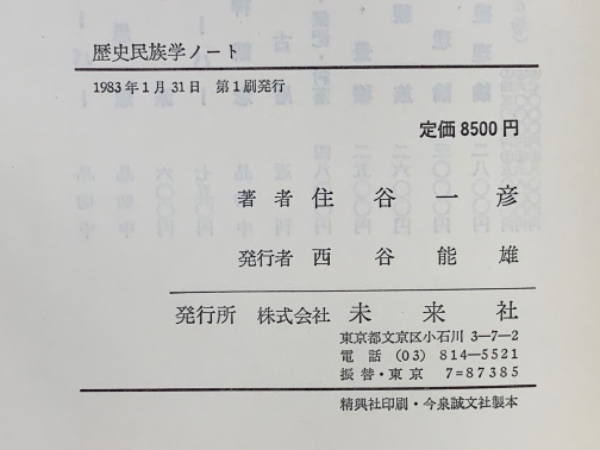 歴史民族学ノート
1983年1月31日 第1刷発行
定価8500円
著者 住谷一彦
発行者 西谷能雄
発行所 株式会社 未来社
東京都文京区小石川 3―7―2
電話 (03) 814―5521
振替・東京 7=87385
精興社印刷・今泉誠文社製本